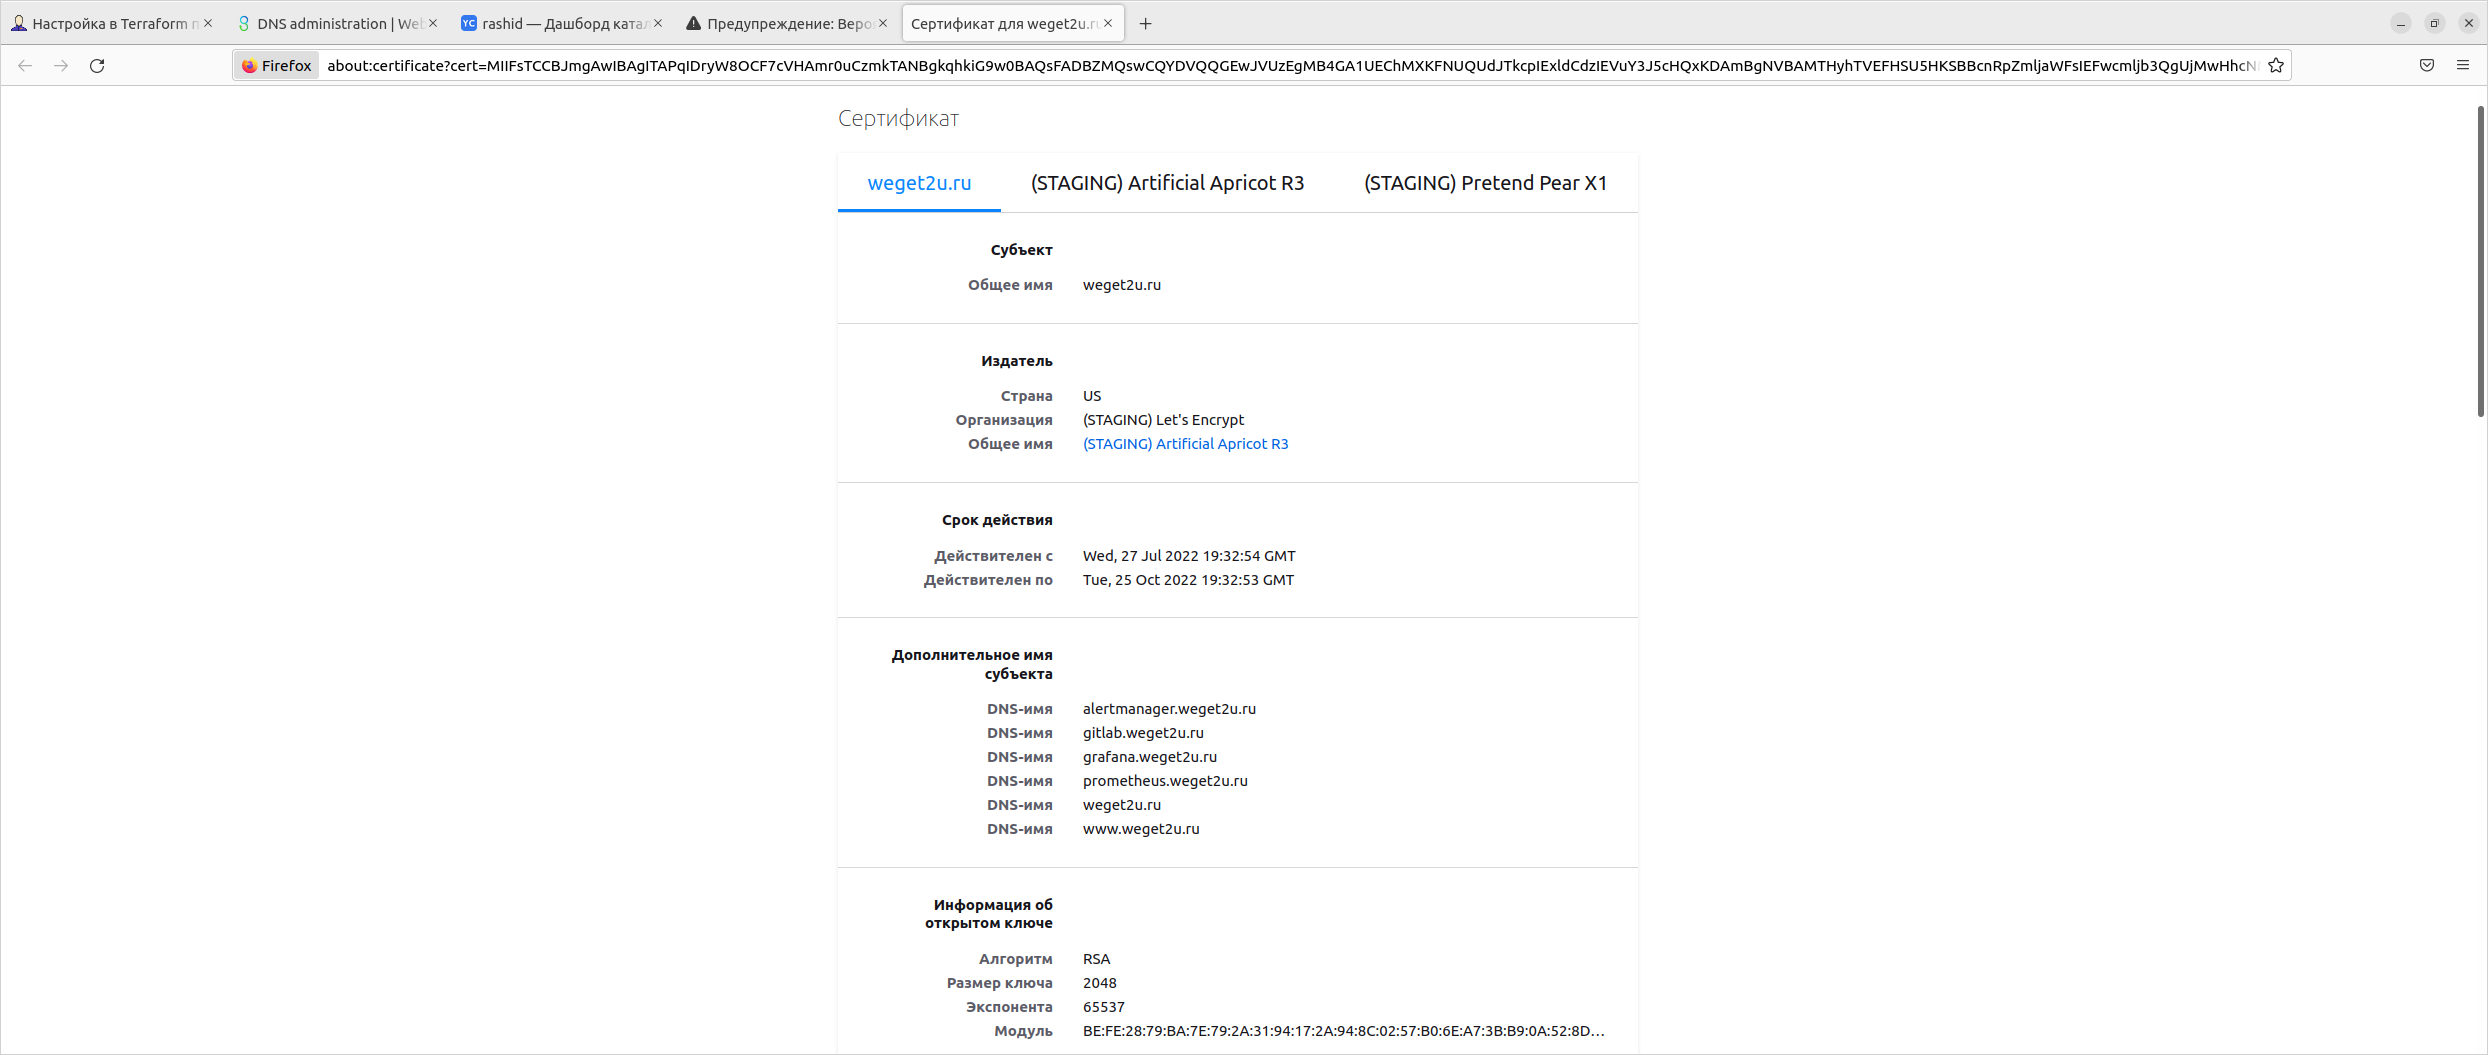 Настройка в Terraform п
DNS administration | Web
YC rashid — Дашборд катал
Предупреждение: Верo
Сертификат для weget2u.ru
Firefox about:certificate?cert=MIIFsTCCBJmgAwIBAgITAPqIDryW8OCF7cVHAmr0uCzmkTANBgkqhkiG9w0BAQsFADBZMQswCQYDVQQGEwJVUzEgMB4GA1UEChMXKFNUQUdJTkcpIExldCdzIEVuY3J5cHQxKDAmBgNVBAMTHyhTVEFHSU5HKSBBcnRpZmljaWFsIEFwcmljb3QgUjMwHhcN
Сертификат
weget2u.ru (STAGING) Artificial Apricot R3 (STAGING) Pretend Pear X1
Субъект
Общее имя weget2u.ru
Издатель
Страна US
Организация (STAGING) Let's Encrypt
Общее имя (STAGING) Artificial Apricot R3
Срок действия
Действителен с Wed, 27 Jul 2022 19:32:54 GMT
Действителен по Tue, 25 Oct 2022 19:32:53 GMT
Дополнительное имя
субъекта
DNS-имя alertmanager.weget2u.ru
DNS-имя gitlab.weget2u.ru
DNS-имя grafana.weget2u.ru
DNS-имя prometheus.weget2u.ru
DNS-имя weget2u.ru
DNS-имя www.weget2u.ru
Информация об
открытом ключе
Алгоритм RSA
Размер ключа 2048
Экспонента 65537
Модуль BE:FE:28:79:BA:7E:79:2A:31:94:17:2A:94:8C:02:57:B0:6E:A7:3B:B9:0A:52:8D…